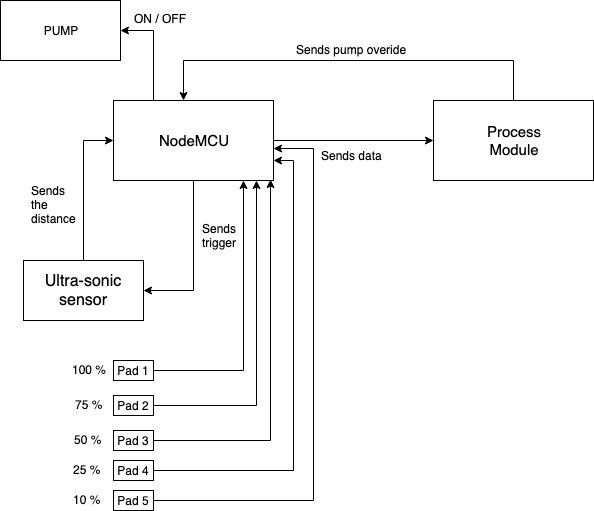 ON / OFF
PUMP
Sends pump overide
NodeMCU
Process
Module
Sends data
Sends
the
distance
Sends
trigger
Ultra-sonic
sensor
100 % Pad 1
75 % Pad 2
50 % Pad 3
25 % Pad 4
10 % Pad 5